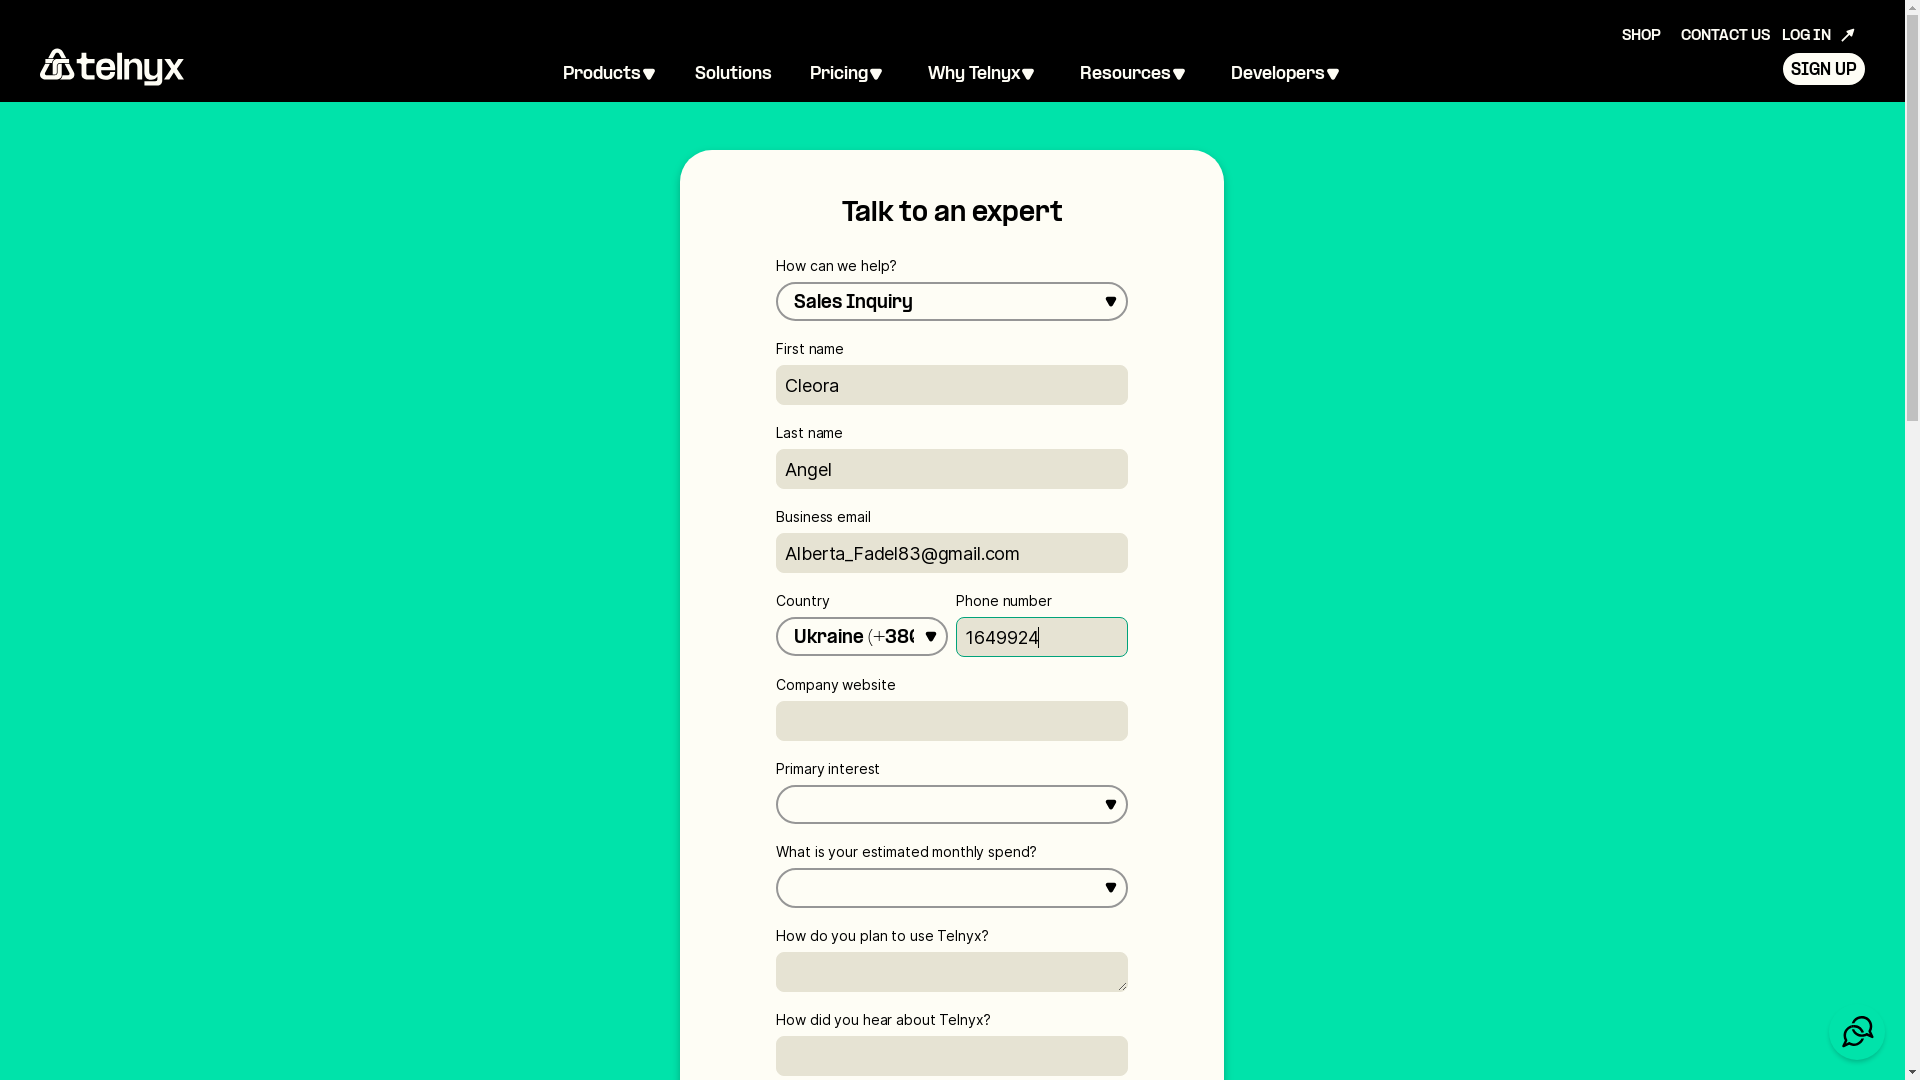 SHOP CONTACT US LOG IN
telnyx Products Solutions Pricing Why Telnyx Resources Developers SIGN UP
Talk to an expert
How can we help?
Sales Inquiry
First name
Cleora
Last name
Angel
Business email
Alberta_Fadel83@gmail.com
Country Phone number
Ukraine (+380 1649924
Company website
Primary interest
What is your estimated monthly spend?
How do you plan to use Telnyx?
How did you hear about Telnyx?